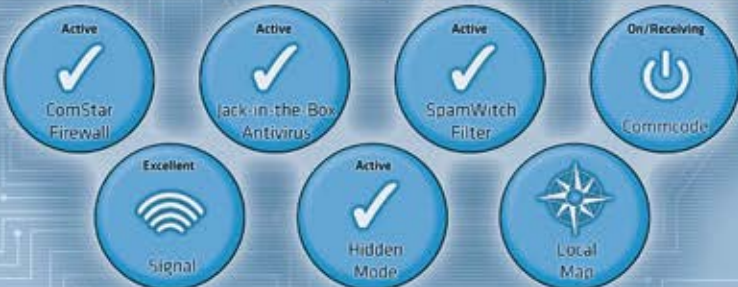 Active
ComStar
Firewall
Active
Jack-in-the-Box
Antivirus
Active
SpamWitch
Filter
On/Receiving
Commcode
Excellent
Signal
Active
Hidden
Mode
Local
Map